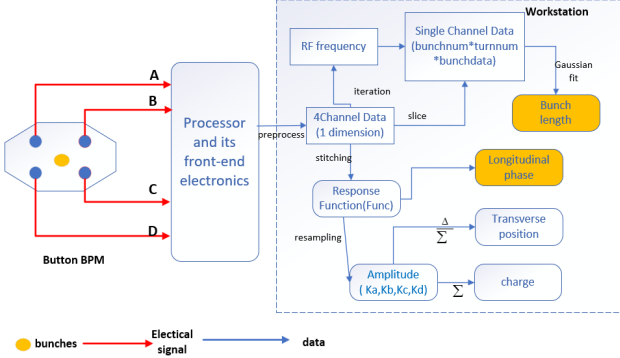 Workstation
A
B
C
D
Button BPM
Processor
and its
front-end
electronics
preprocess
RF frequency
iteration
Single Channel Data
(bunchnum*turnnum
*bunchdata)
Gaussian
fit
Bunch
length
4Channel Data
(1 dimension)
slice
stitching
Longitudinal
phase
Response
Function(Func)
resampling
Δ
Σ
Transverse
position
Amplitude
( Ka,Kb,Kc,Kd)
Σ
charge
bunches
Electical
signal
data